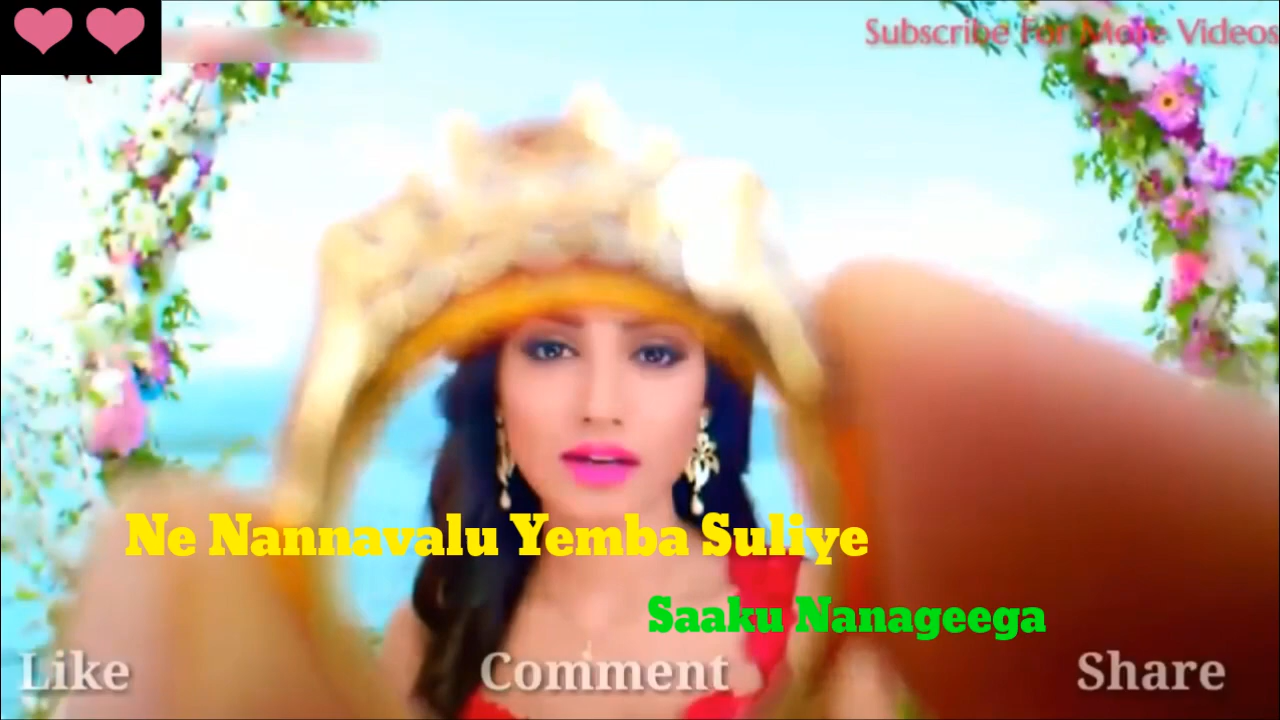 Subscribe For More Videos
Ne Nannavalu Yemba Suliye
Saaku Nanageega
Like Comment Share